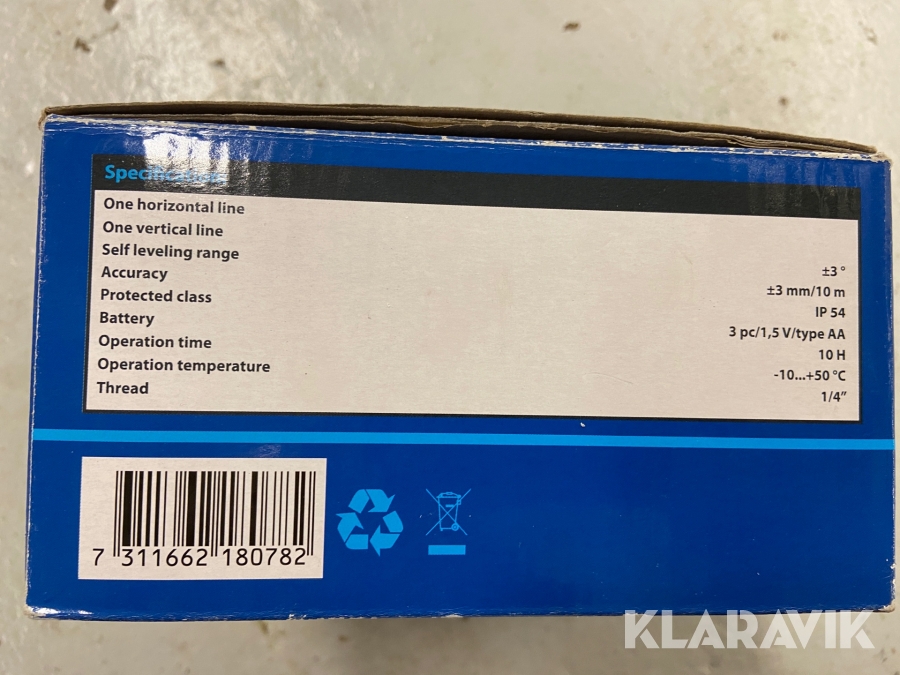 Specification
One horizontal line
One vertical line
Self leveling range ±3 °
Accuracy ±3 mm/10 m
Protected class IP 54
Battery 3 pc/1,5 V/type AA
Operation time 10 H
Operation temperature -10...+50 °C
Thread 1/4”
7 311662 180782
KLARAVIK